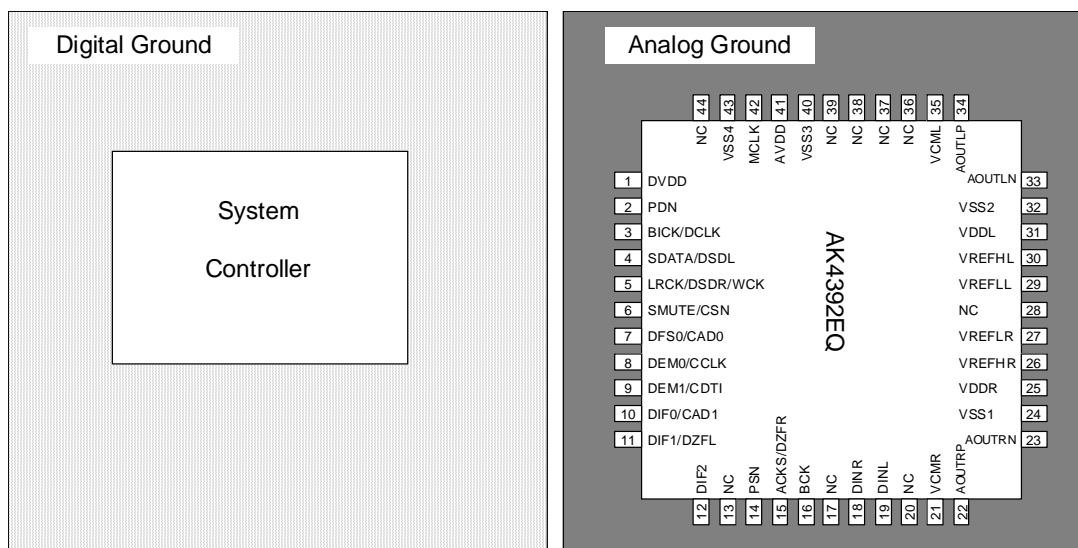 Digital Ground
System
Controller
Analog Ground
44 NC
43 VSS4
42 MCLK
41 AVDD
40 VSS3
39 NC
38 NC
37 NC
36 NC
35 VCML
34 AOUTLP
1 DVDD
2 PDN
3 BICK/DCLK
4 SDATA/DSDL
5 LRCK/DSDR/WCK
6 SMUTE/CSN
7 DFS0/CAD0
8 DEM0/CCLK
9 DEM1/CDTI
10 DIF0/CAD1
11 DIF1/DZFL
AK4392EQ
AOUTLN 33
VSS2 32
VDDL 31
VREFHL 30
VREFLL 29
NC 28
VREFLR 27
VREFHR 26
VDDR 25
VSS1 24
AOUTRN 23
12 DIF2
13 NC
14 PSN
15 ACKS/DZFR
16 BCK
17 NC
18 DINR
19 DINL
20 NC
21 VCMR
22 AOUTRP